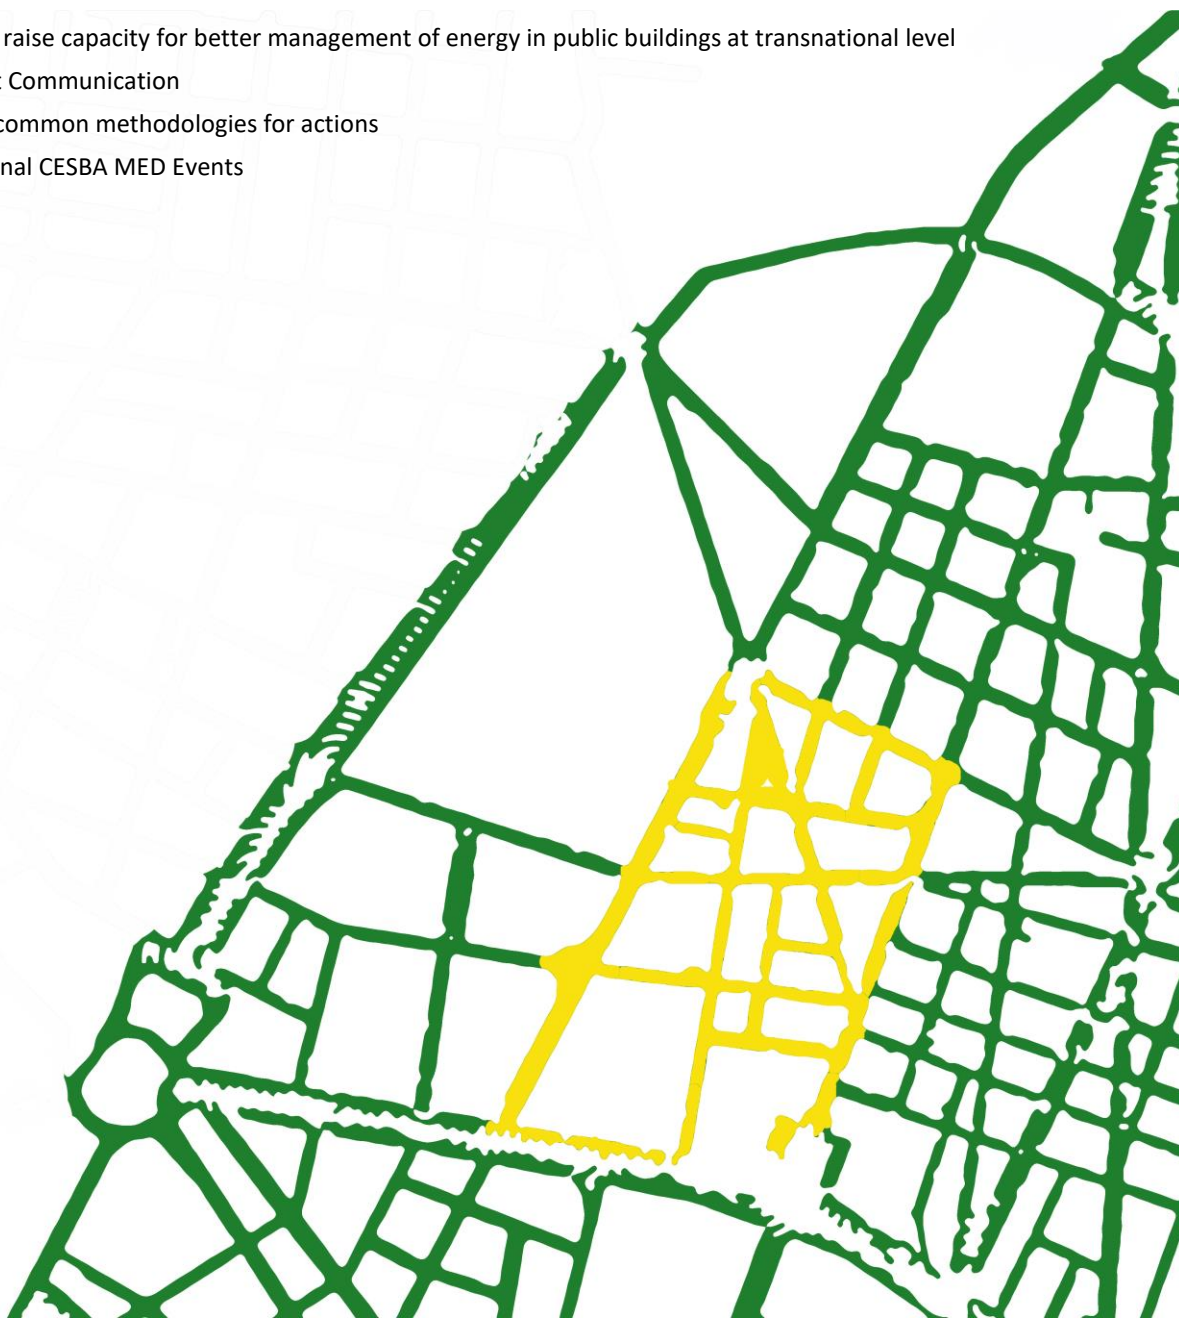 raise capacity for better management of energy in public buildings at transnational level
Communication
common methodologies for actions
CESBA MED Events